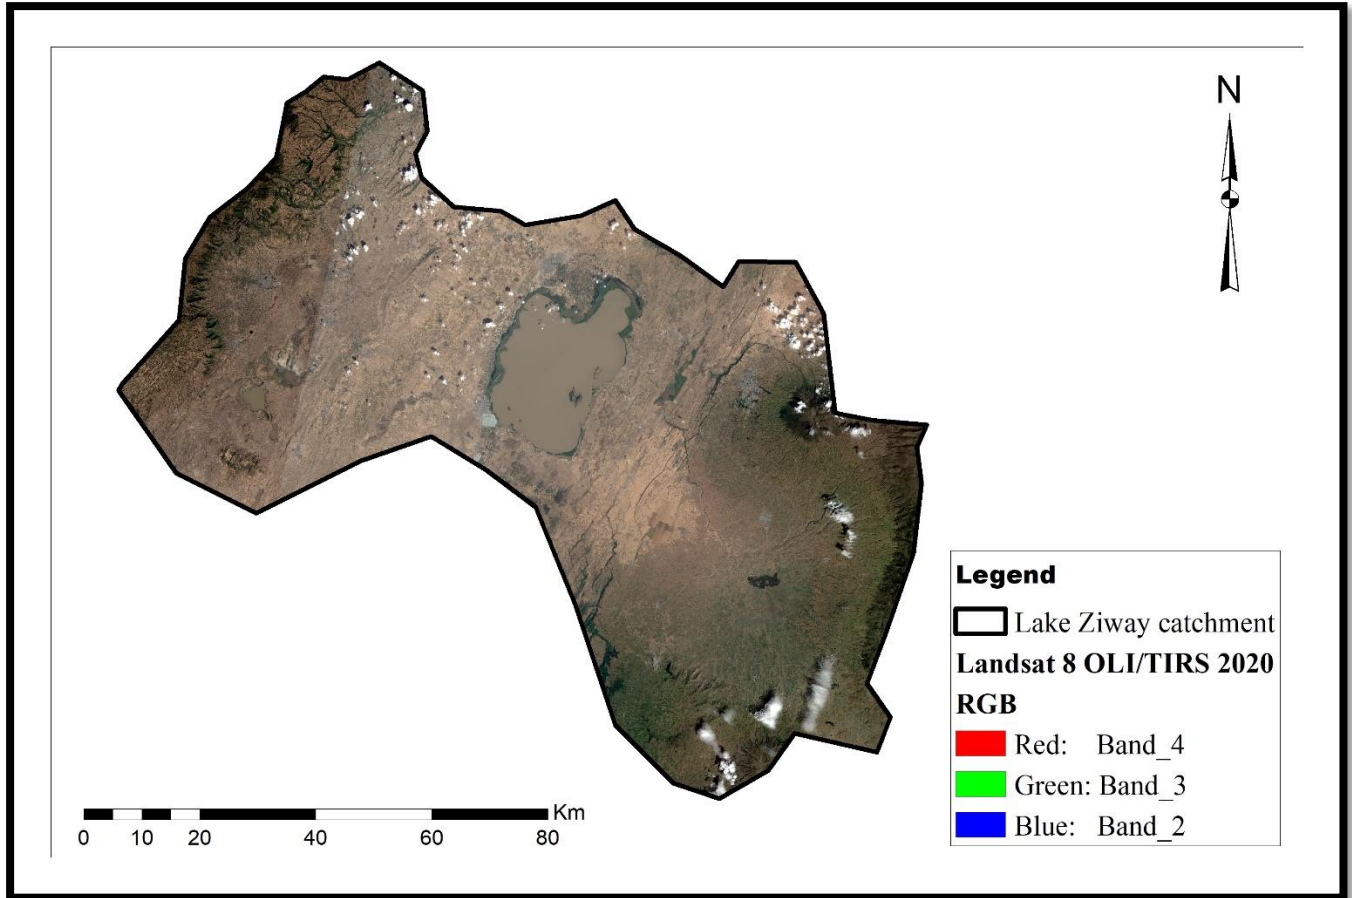 N
Legend
Lake Ziway catchment
Landsat 8 OLI/TIRS 2020
RGB
Red: Band_4
Green: Band_3
Blue: Band_2
Km
0 10 20 40 60 80